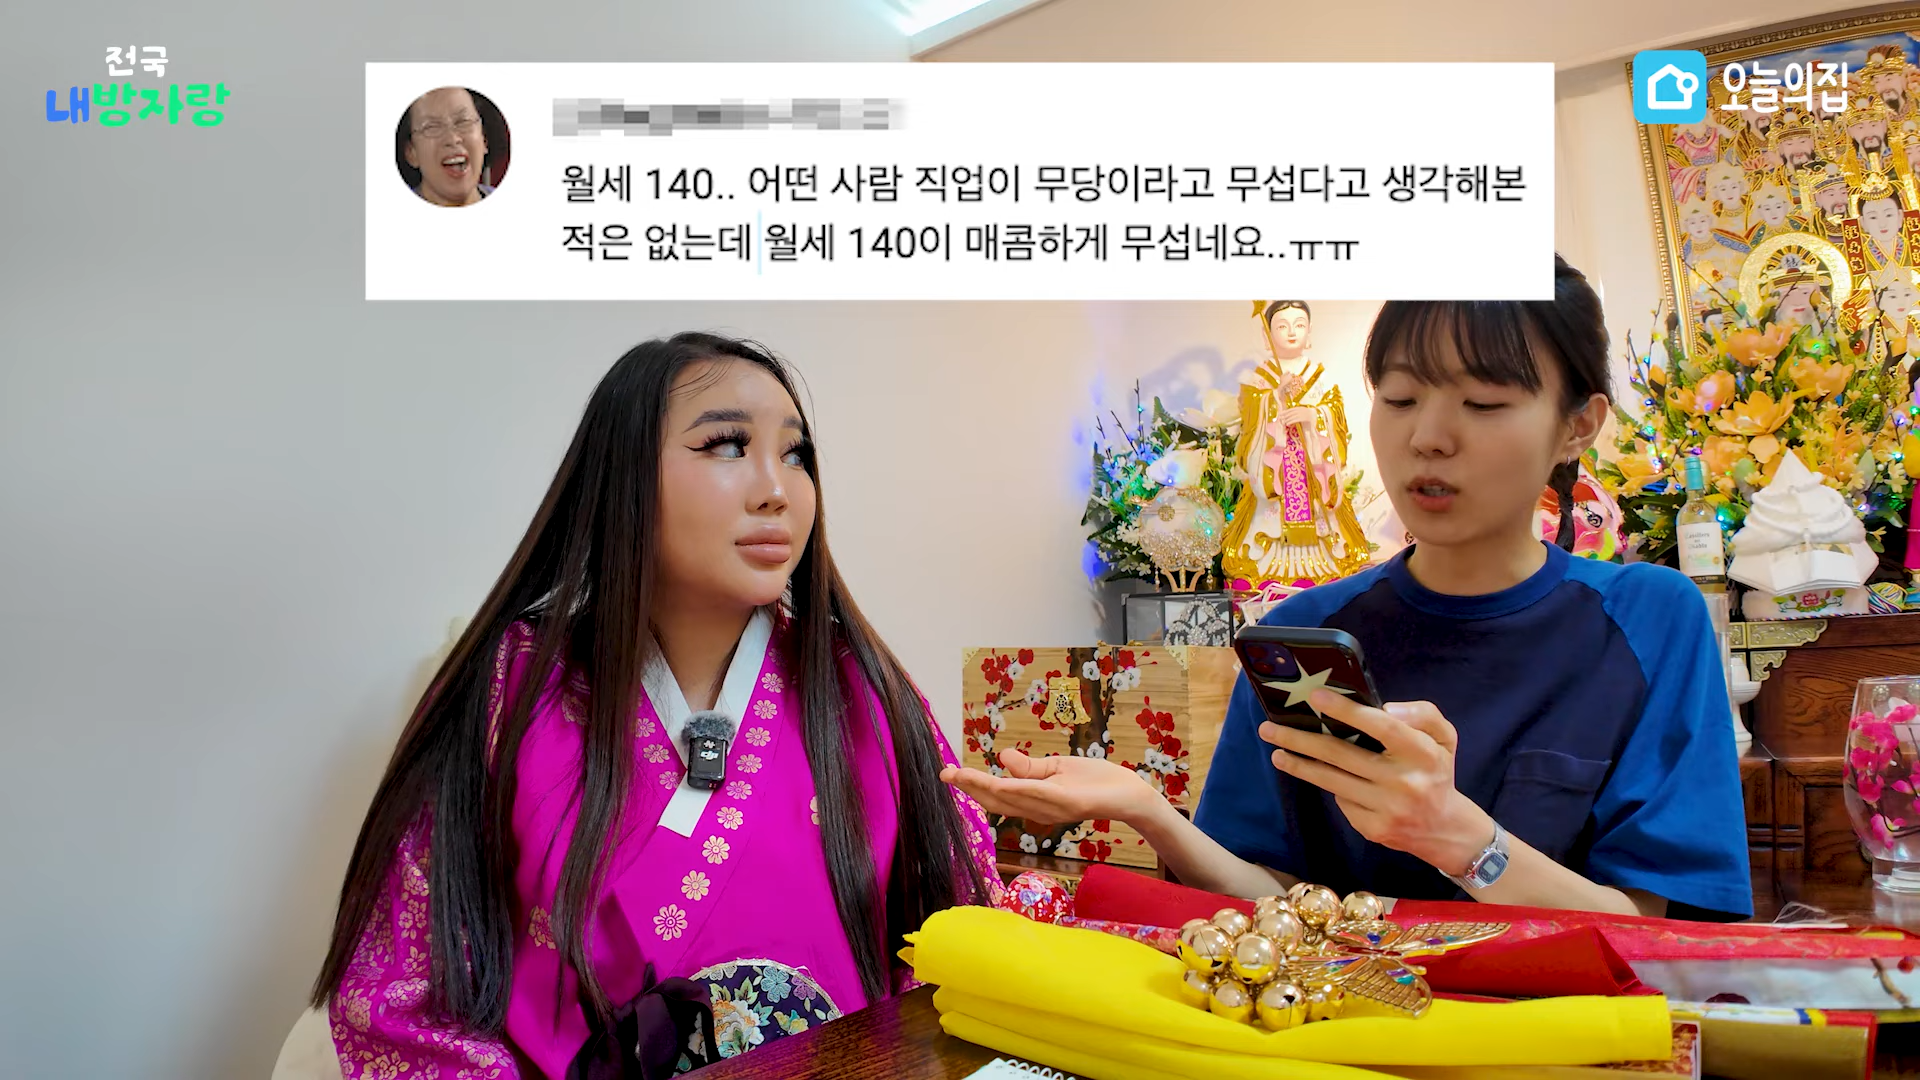 전국
내방자랑
월세 140.. 어떤 사람 직업이 무당이라고 무섭다고 생각해본
적은 없는데 월세 140이 매콤하게 무섭네요..ㅠㅠ
오늘의집
dji